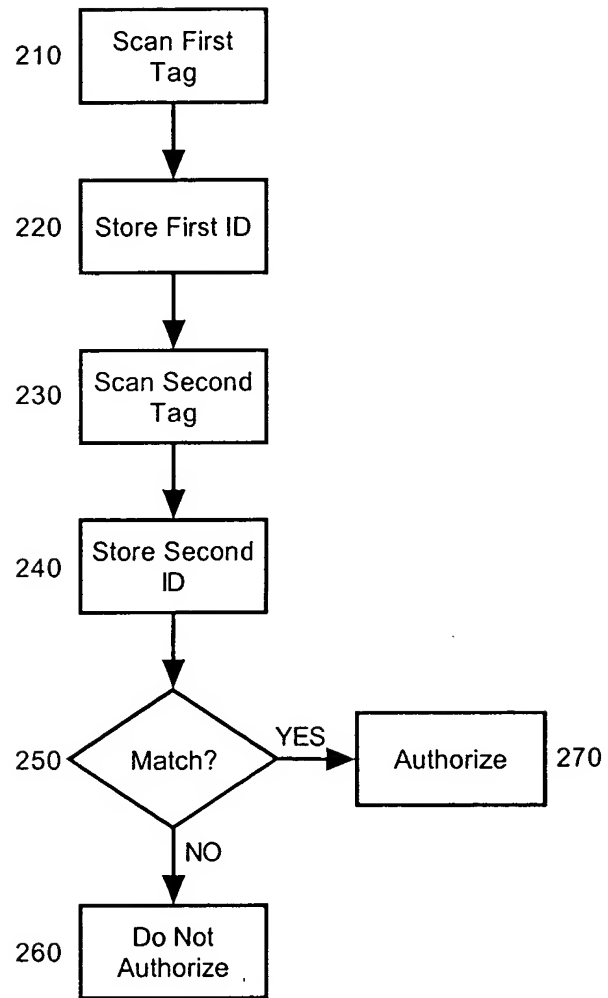 210
Scan First
Tag
220
Store First ID
230
Scan Second
Tag
240
Store Second
ID
250
Match?
YES
Authorize
270
NO
260
Do Not
Authorize